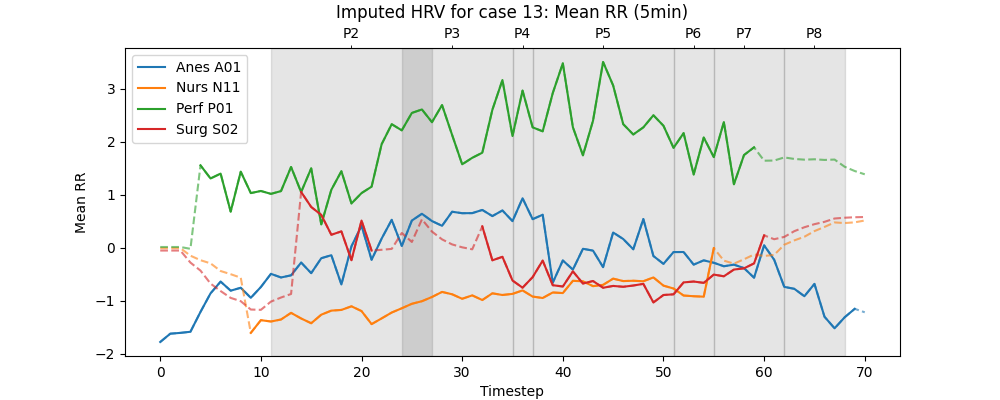 Imputed HRV for case 13: Mean RR (5min)
P2 P3 P4 P5 P6 P7 P8
Anes A01
Nurs N11
Perf P01
Surg S02
Mean RR
3
2
1
0
−1
−2
0 10 20 30 40 50 60 70
Timestep